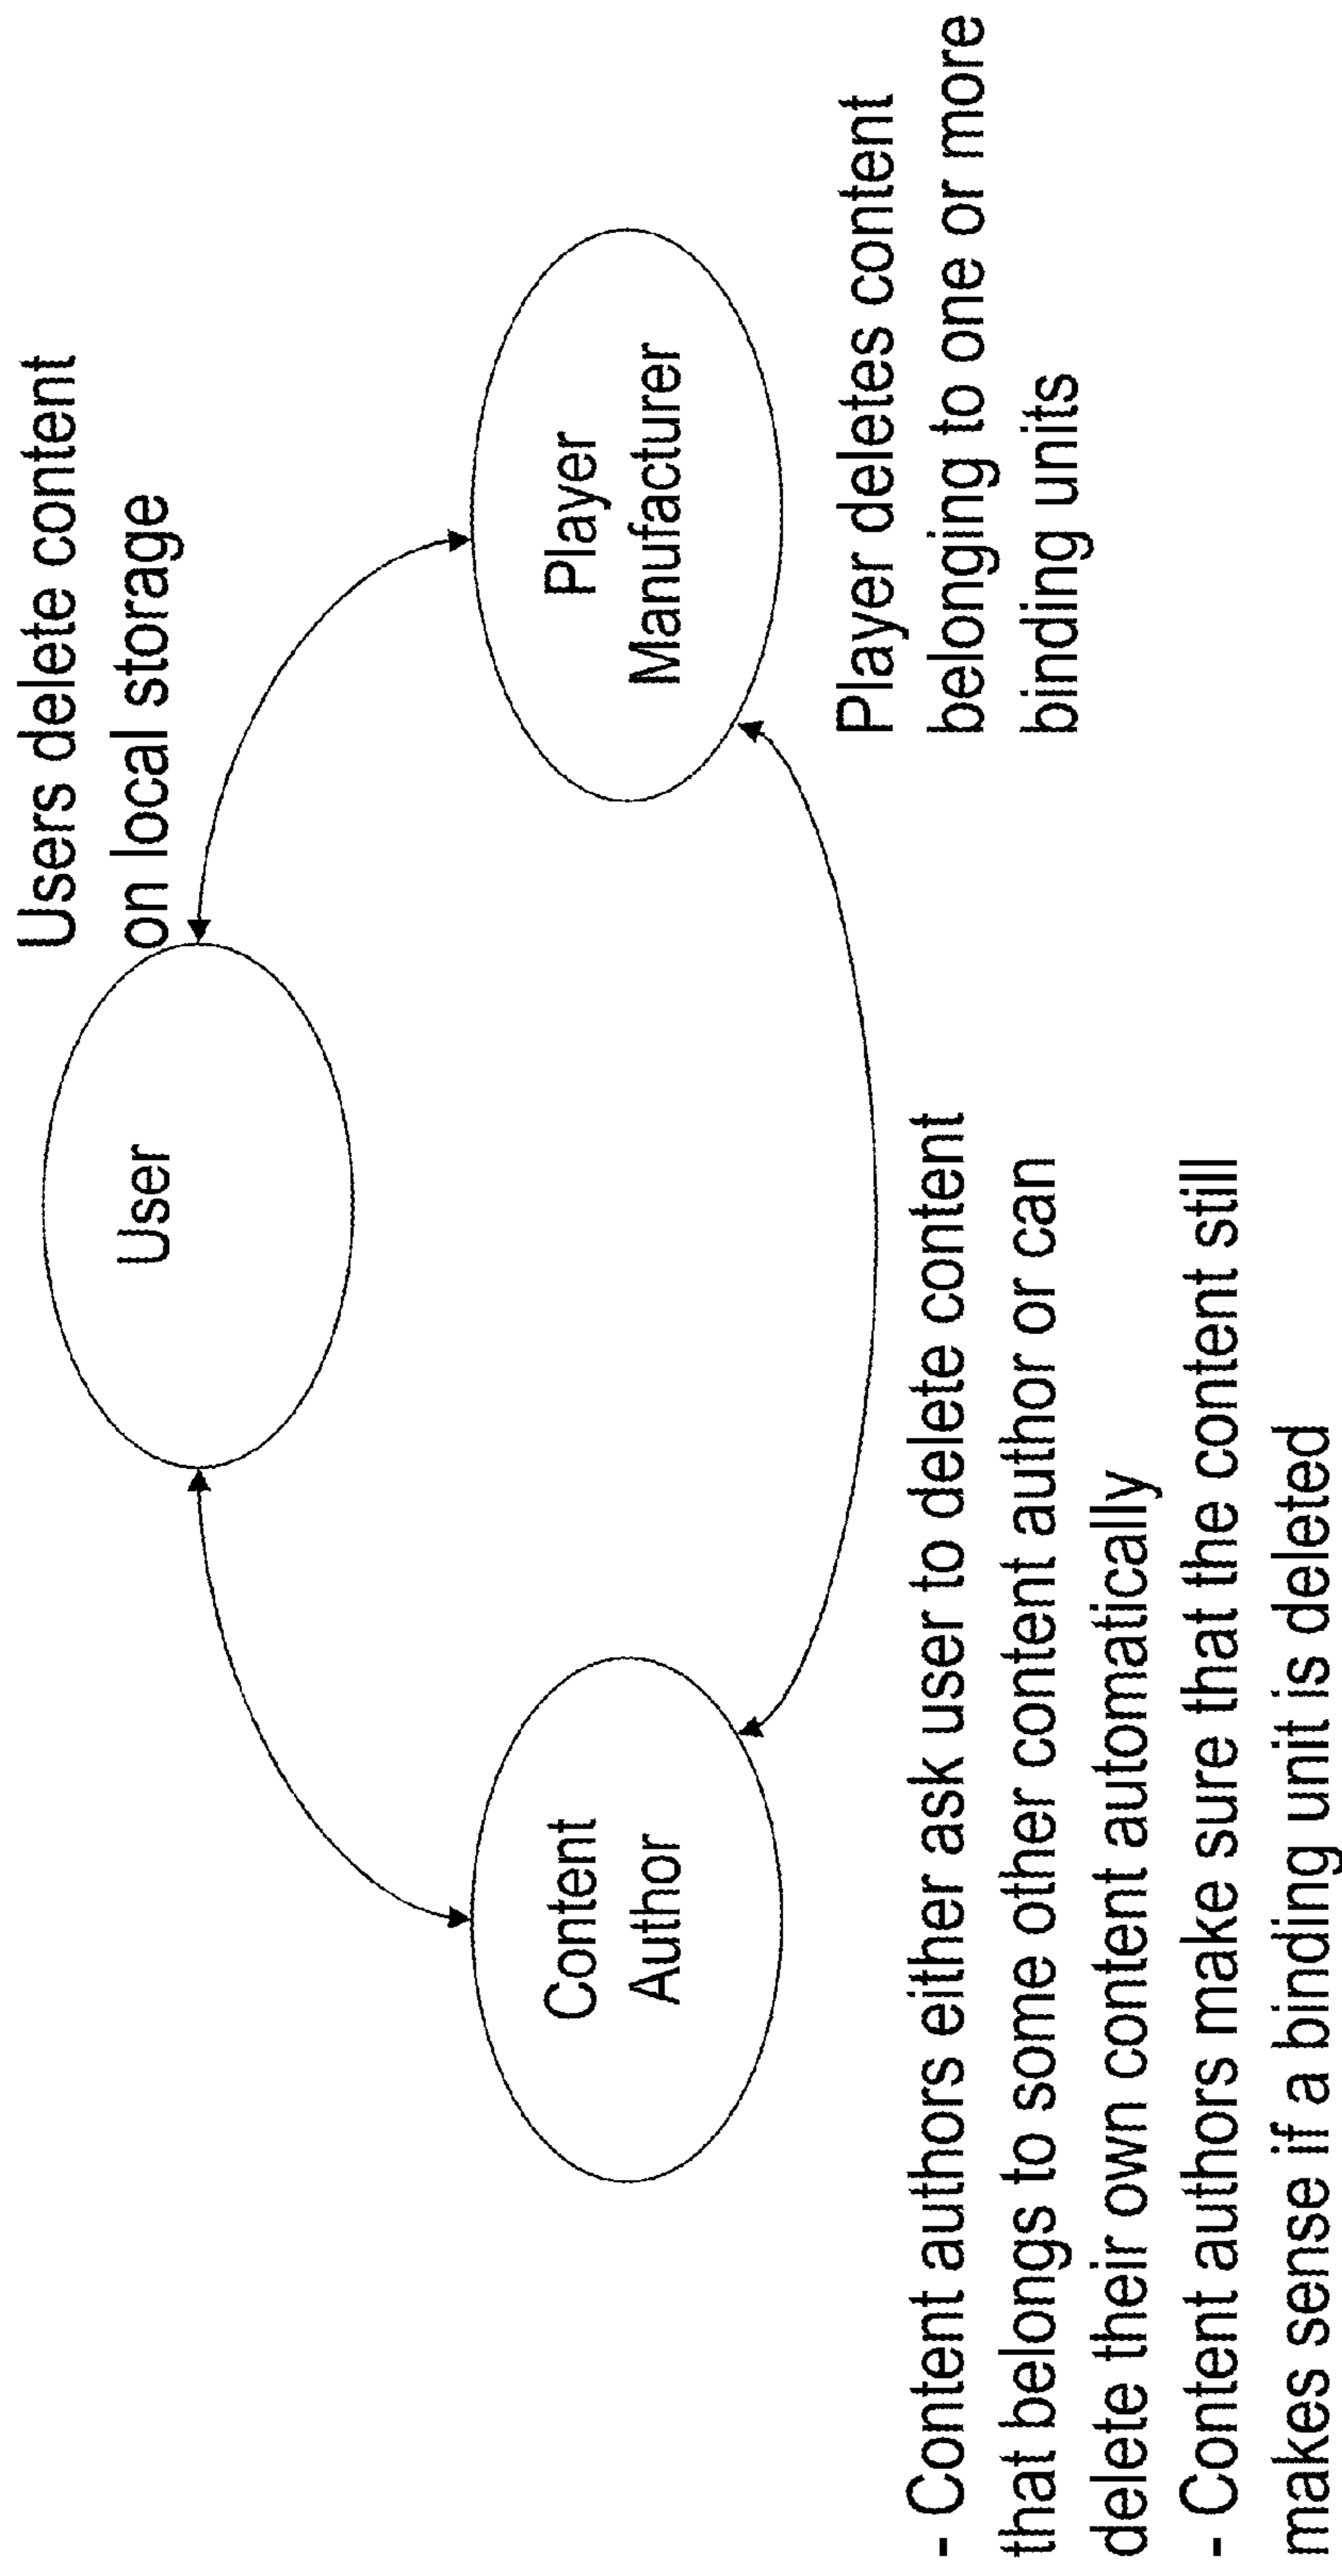 Users delete content
on local storage
User
Content
Author
Player
Manufacturer
Player deletes content
belonging to one or more
binding units
- Content authors either ask user to delete content
that belongs to some other content author or can
delete their own content automatically
- Content authors make sure that the content still
makes sense if a binding unit is deleted